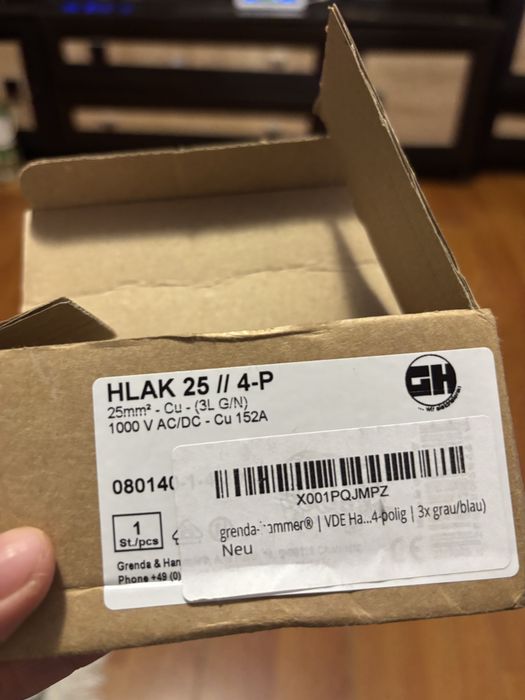 HLAK 25 // 4-P
25mm² - Cu - (3L G/N)
1000 V AC/DC - Cu 152A
GH
080140
X001PQJMPZ
1
St./pcs
grenda-hammer® | VDE Ha...4-polig | 3x grau/blau)
Neu
Grenda & Ham
Phone +49 (0)